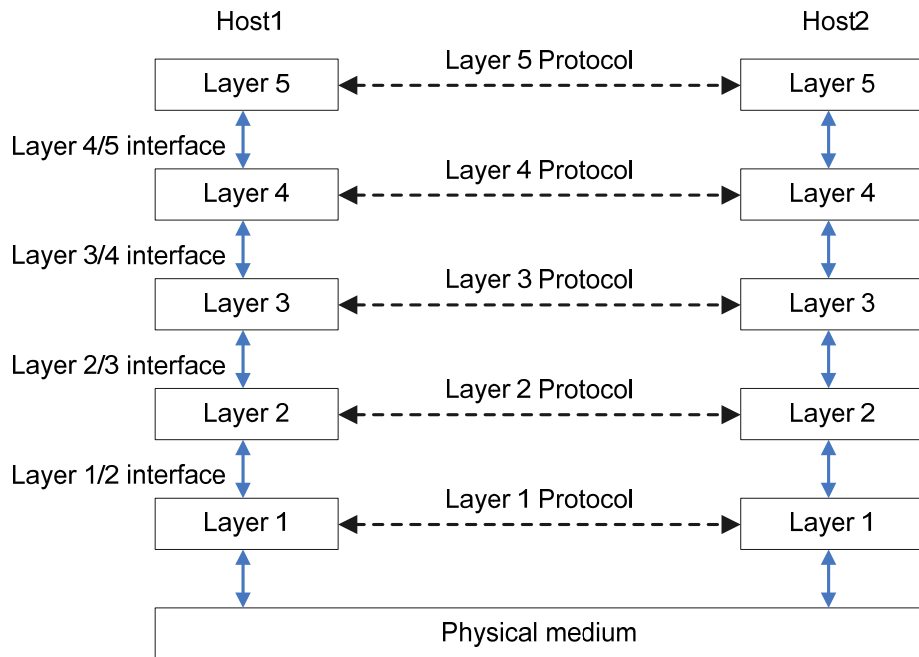 Host1
Host2
Layer 5 Protocol
Layer 5
Layer 5
Layer 4/5 interface
Layer 4 Protocol
Layer 4
Layer 4
Layer 3/4 interface
Layer 3 Protocol
Layer 3
Layer 3
Layer 2/3 interface
Layer 2 Protocol
Layer 2
Layer 2
Layer 1/2 interface
Layer 1 Protocol
Layer 1
Layer 1
Physical medium